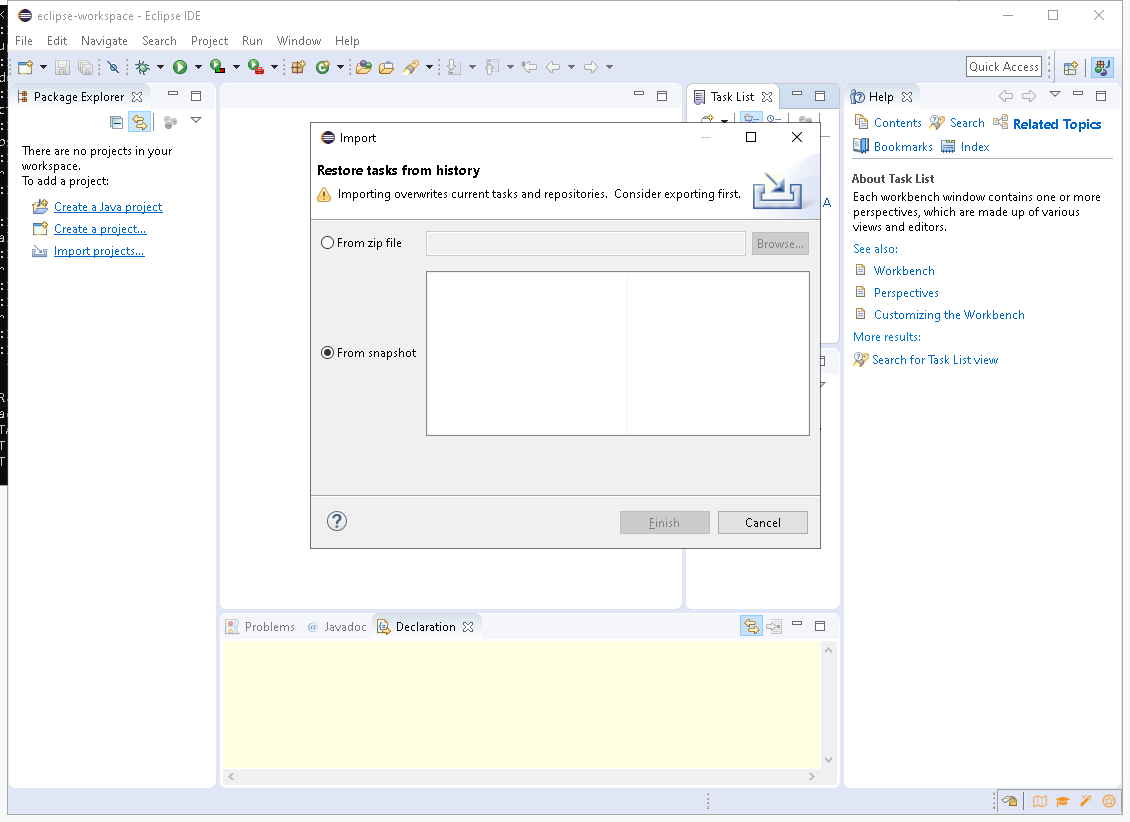 eclipse-workspace - Eclipse IDE
File Edit Navigate Search Project Run Window Help
Quick Access
Package Explorer
There are no projects in your
workspace.
To add a project:
Create a Java project
Create a project...
Import projects...
Task List
Import
Restore tasks from history
Importing overwrites current tasks and repositories. Consider exporting first.
From zip file
Browse...
From snapshot
Finish
Cancel
Help
Contents Search Related Topics
Bookmarks Index
About Task List
Each workbench window contains one or more
perspectives, which are made up of various
views and editors.
See also:
Workbench
Perspectives
Customizing the Workbench
More results:
Search for Task List view
Problems @ Javadoc Declaration